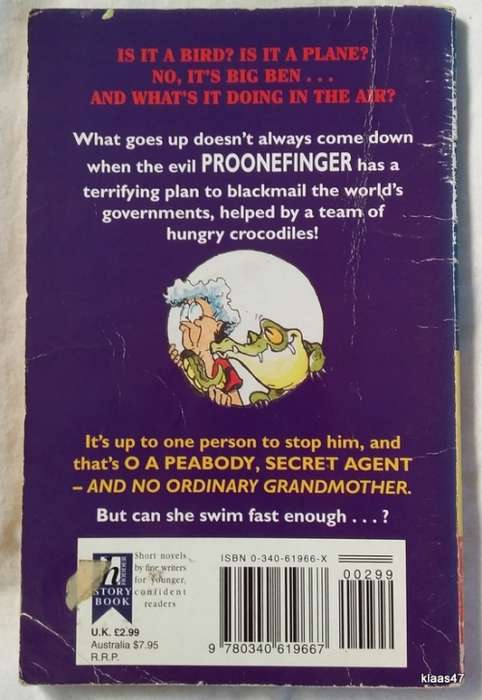 IS IT A BIRD? IS IT A PLANE?
NO, IT'S BIG BEN . . .
AND WHAT'S IT DOING IN THE AIR?
What goes up doesn't always come down
when the evil PROONEFINGER has a
terrifying plan to blackmail the world's
governments, helped by a team of
hungry crocodiles!
It's up to one person to stop him, and
that's O A PEABODY, SECRET AGENT
– AND NO ORDINARY GRANDMOTHER.
But can she swim fast enough . . . ?
h
HODDER
STORY
BOOK
Short novels
by fine writers
for younger,
confident
readers
U.K. £2.99
Australia $7.95
R.R.P.
ISBN 0-340-61966-X
00299
9 780340 619667
klaas47